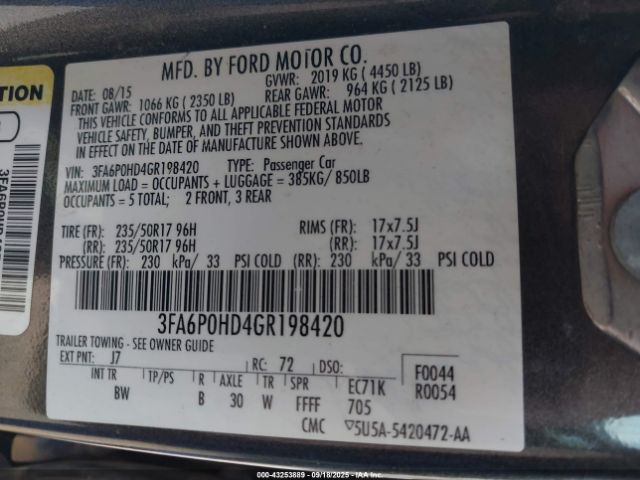 MFD. BY FORD MOTOR CO.
DATE: 08/15 GVWR: 2019 KG ( 4450 LB)
FRONT GAWR: 1066 KG ( 2350 LB) REAR GAWR: 964 KG ( 2125 LB)
THIS VEHICLE CONFORMS TO ALL APPLICABLE FEDERAL MOTOR
VEHICLE SAFETY, BUMPER, AND THEFT PREVENTION STANDARDS
IN EFFECT ON THE DATE OF MANUFACTURE SHOWN ABOVE.
VIN: 3FA6P0HD4GR198420 TYPE: Passenger Car
MAXIMUM LOAD = OCCUPANTS + LUGGAGE = 385KG/ 850LB
OCCUPANTS = 5 TOTAL; 2 FRONT, 3 REAR
TIRE (FR): 235/50R17 96H RIMS (FR): 17x7.5J
(RR): 235/50R17 96H (RR): 17x7.5J
PRESSURE (FR): 230 kPa/ 33 PSI COLD (RR): 230 kPa/ 33 PSI COLD
3FA6P0HD4GR198420
TRAILER TOWING - SEE OWNER GUIDE
EXT PNT: J7 RC: 72 DSO: F0044
INT TR TP/PS R AXLE TR SPR EC71K R0054
BW B 30 W FFFF 705
CMC 5U5A-5420472-AA
TION
43253889 - 09/18/2025 - (IAAI)